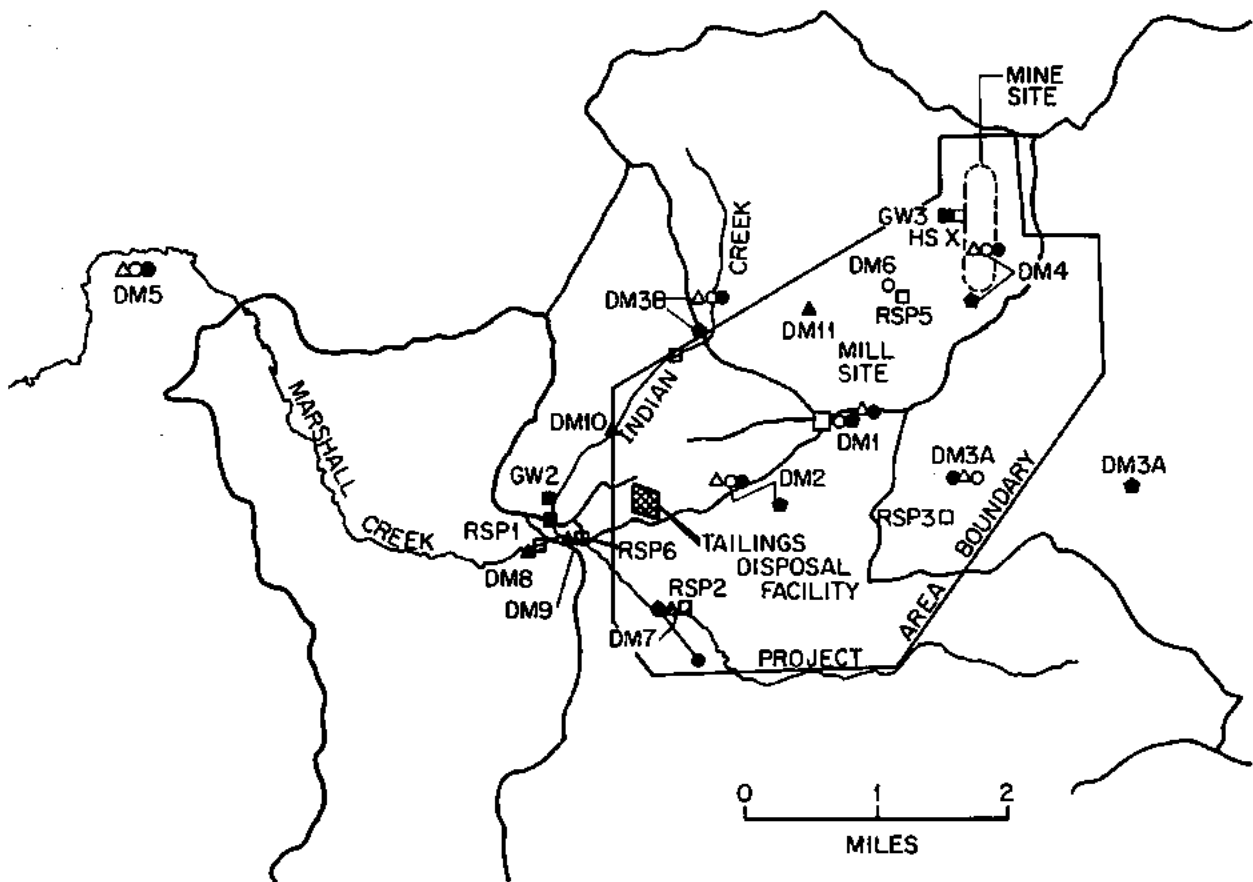 MINE
SITE
GW3
HS X
DM4
DM6
RSP5
DM11
MILL
SITE
CREEK
DM3B
INDIAN
DM5
MARSHALL
CREEK
DM10
DM1
DM3A
DM3A
RSP3
GW2
DM2
RSP1
RSP6
TAILINGS
DISPOSAL
FACILITY
DM8
DM9
RSP2
DM7
PROJECT
AREA
BOUNDARY
0 1 2
MILES